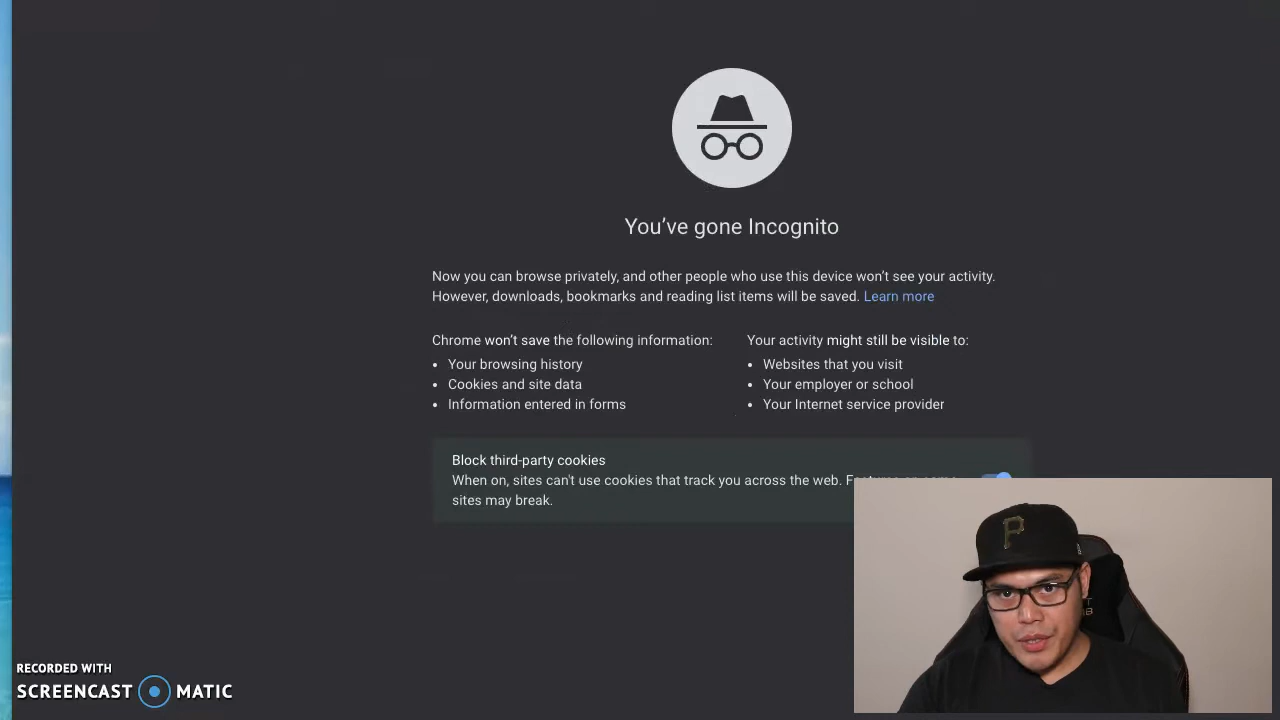 You've gone Incognito
Now you can browse privately, and other people who use this device won't see your activity.
However, downloads, bookmarks and reading list items will be saved. Learn more
Chrome won't save the following information:
• Your browsing history
• Cookies and site data
• Information entered in forms
Your activity might still be visible to:
• Websites that you visit
• Your employer or school
• Your Internet service provider
Block third-party cookies
When on, sites can't use cookies that track you across the web.
sites may break.
P
RECORDED WITH
SCREENCAST MATIC